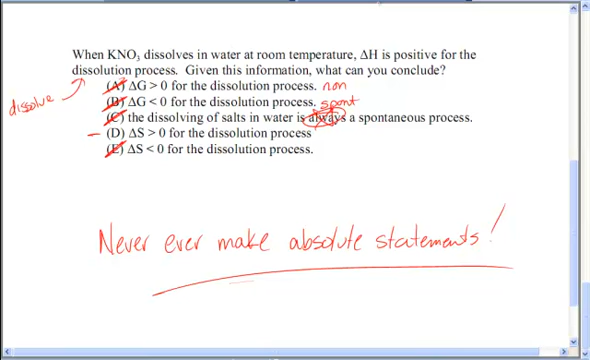 When KNO₃ dissolves in water at room temperature, ΔH is positive for the
dissolution process. Given this information, what can you conclude?
dissolve
(A) ΔG > 0 for the dissolution process. non
(B) ΔG < 0 for the dissolution process. spont
(C) the dissolving of salts in water is always a spontaneous process.
(D) ΔS > 0 for the dissolution process
(E) ΔS < 0 for the dissolution process.
Never ever make absolute statements!